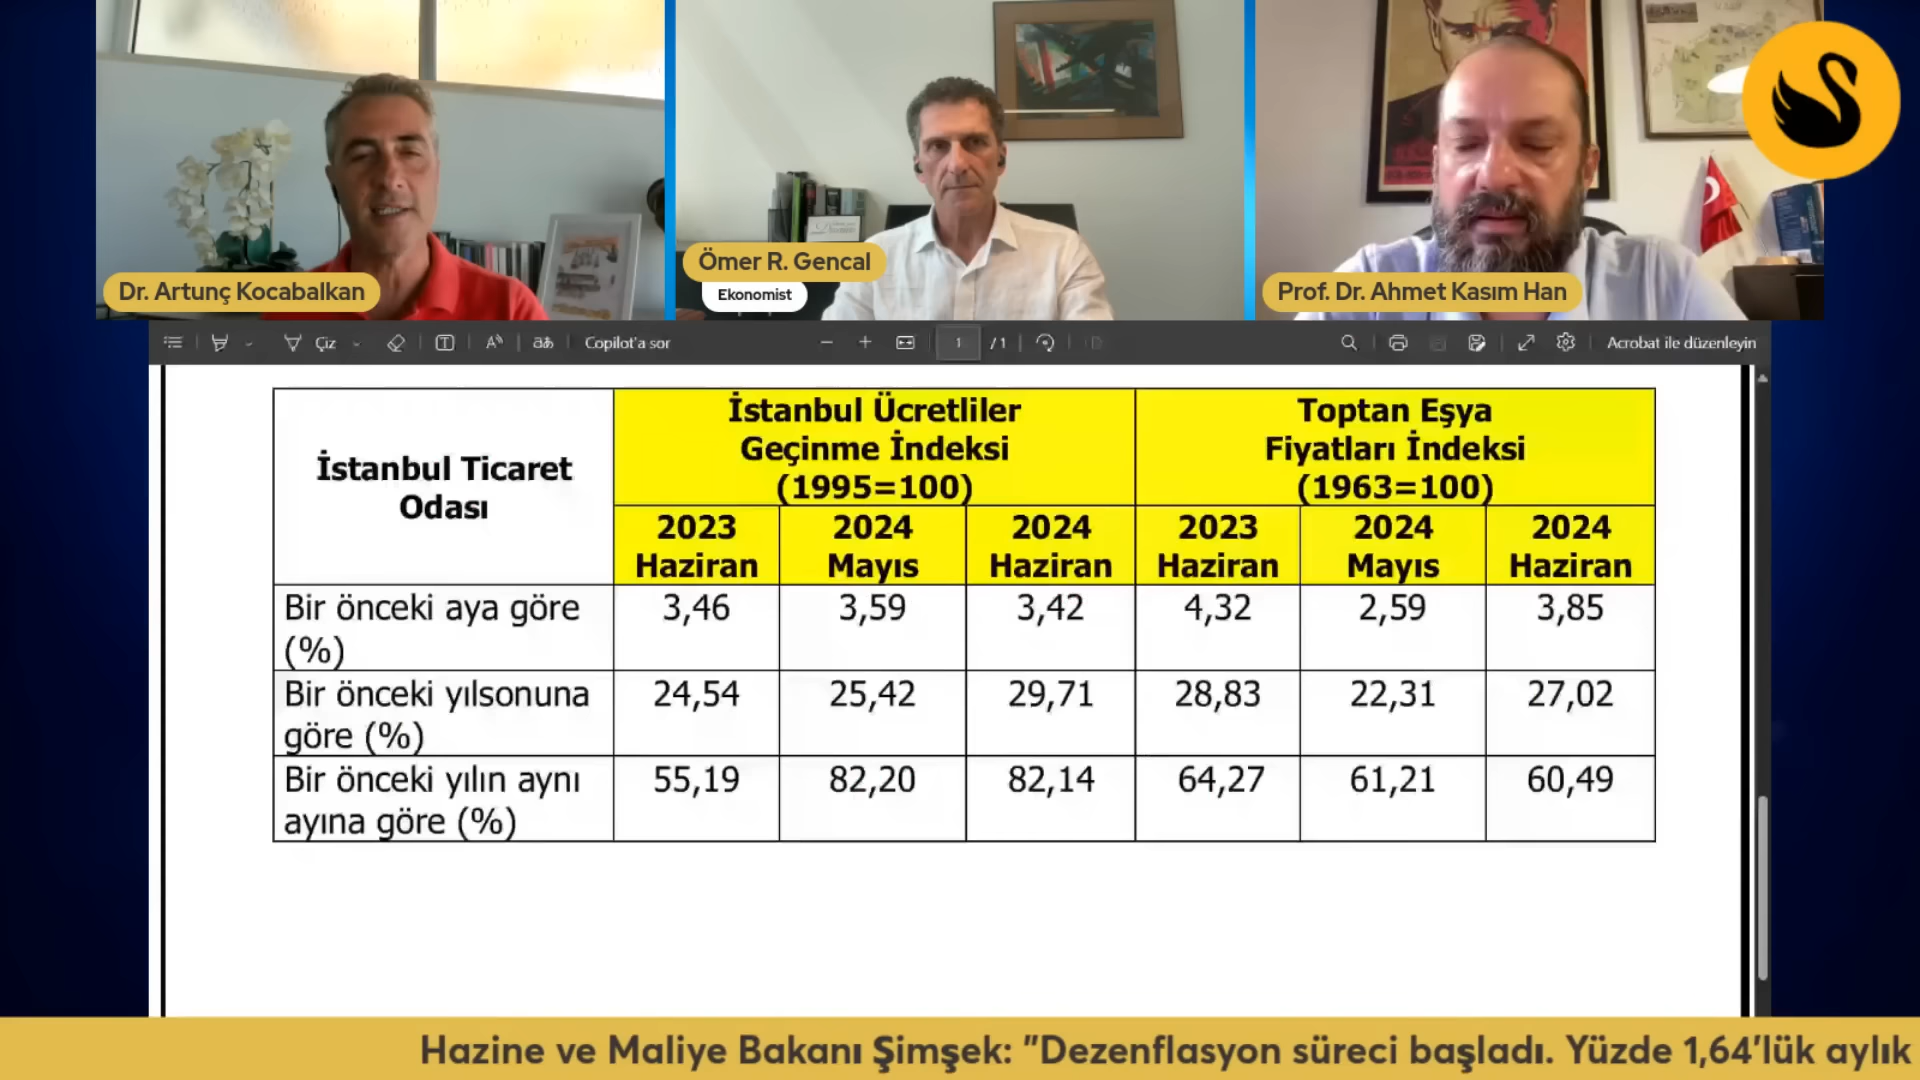 Dr. Artunç Kocabalkan
Ömer R. Gencal
Ekonomist
Prof. Dr. Ahmet Kasım Han
Çiz
Copilot'a sor
1 /1
Acrobat ile düzenleyin
İstanbul Ticaret
Odası
İstanbul Ücretliler
Geçinme İndeksi
(1995=100)
Toptan Eşya
Fiyatları İndeksi
(1963=100)
2023
Haziran
2024
Mayıs
2024
Haziran
2023
Haziran
2024
Mayıs
2024
Haziran
Bir önceki aya göre
(%)
3,46 3,59 3,42 4,32 2,59 3,85
Bir önceki yılsonuna
göre (%)
24,54 25,42 29,71 28,83 22,31 27,02
Bir önceki yılın aynı
ayına göre (%)
55,19 82,20 82,14 64,27 61,21 60,49
Hazine ve Maliye Bakanı Şimşek: "Dezenflasyon süreci başladı. Yüzde 1,64'lük aylık